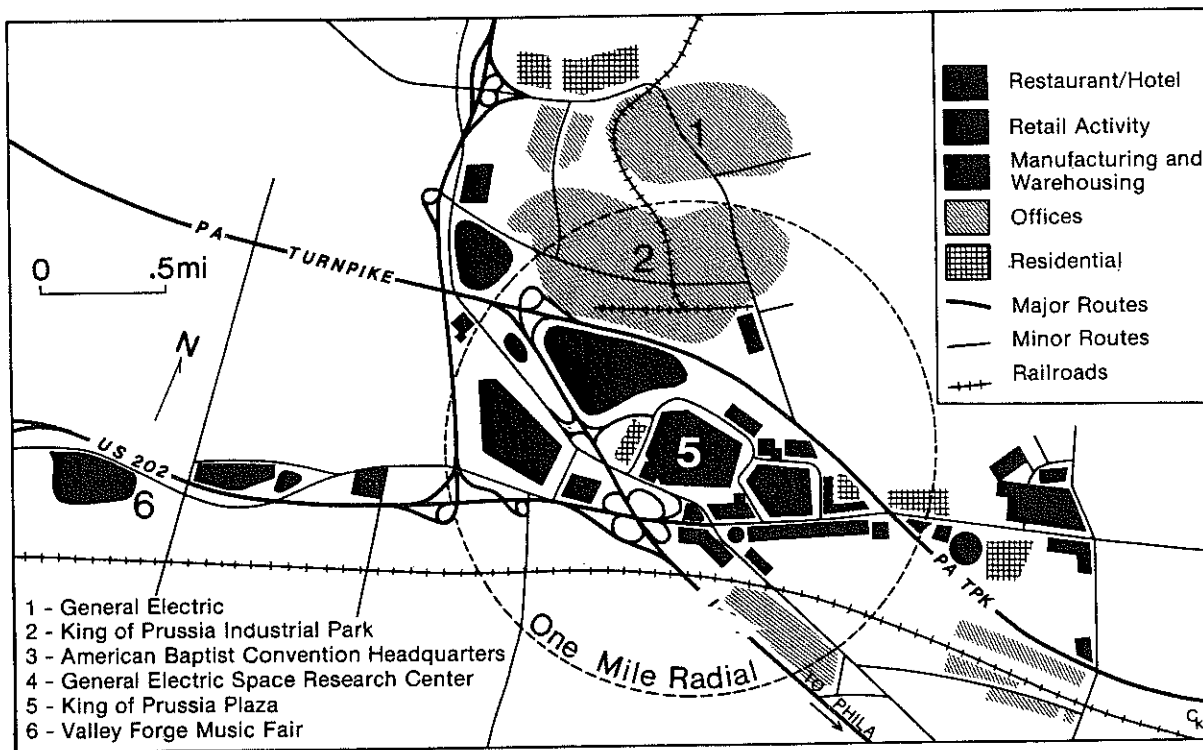 Restaurant/Hotel
Retail Activity
Manufacturing and
Warehousing
Offices
Residential
Major Routes
Minor Routes
Railroads
1
2
PA TURNPIKE
0 .5mi
N
5
US 202
6
PA TPK
One Mile Radial
TO PHILA
1 - General Electric
2 - King of Prussia Industrial Park
3 - American Baptist Convention Headquarters
4 - General Electric Space Research Center
5 - King of Prussia Plaza
6 - Valley Forge Music Fair